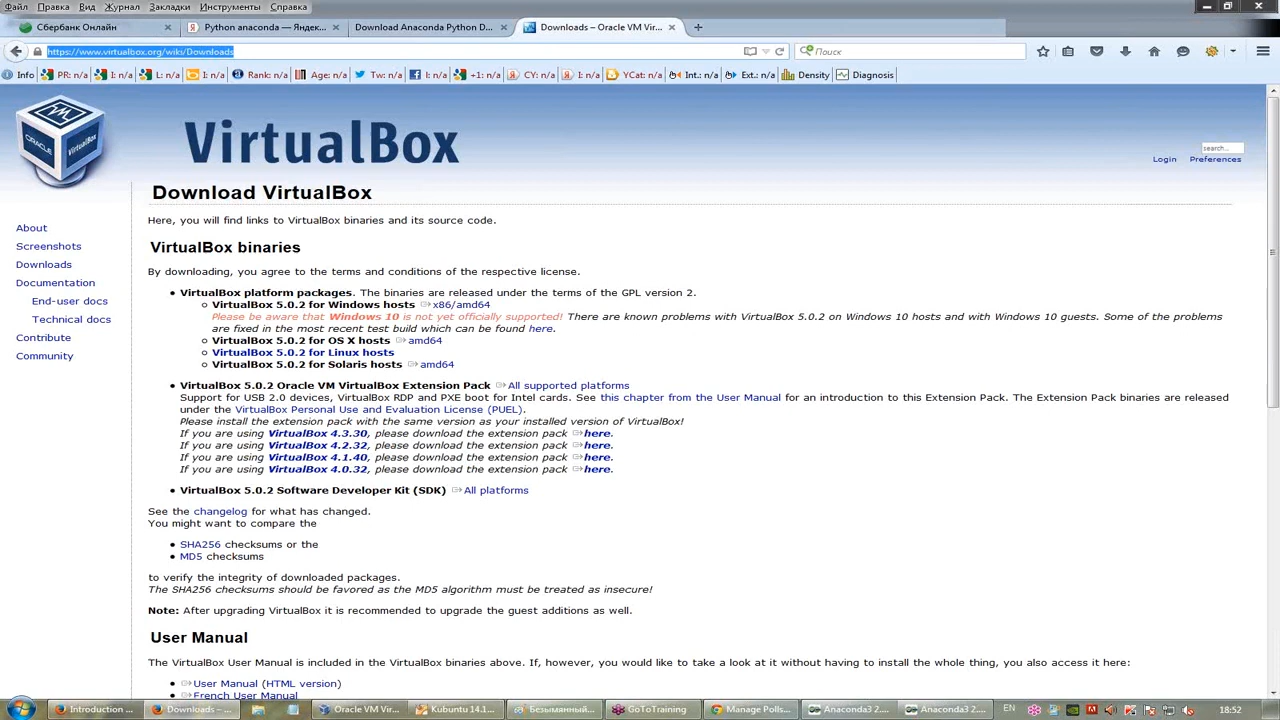 Файл Правка Вид Журнал Закладки Инструменты Справка
Сбербанк Онлайн
Python anaconda — Яндек...
Download Anaconda Python D...
Downloads – Oracle VM Vir...
https://www.virtualbox.org/wiki/Downloads
Поиск
Info PR: n/a I: n/a L: n/a I: n/a Rank: n/a Age: n/a Tw: n/a I: n/a +1: n/a CY: n/a I: n/a YCat: n/a Int.: n/a Ext.: n/a Density Diagnosis
ORACLE
VirtualBox
VirtualBox
search...
Login Preferences
Download VirtualBox
Here, you will find links to VirtualBox binaries and its source code.
About
Screenshots
Downloads
Documentation
End-user docs
Technical docs
Contribute
Community
VirtualBox binaries
By downloading, you agree to the terms and conditions of the respective license.
VirtualBox platform packages. The binaries are released under the terms of the GPL version 2.
VirtualBox 5.0.2 for Windows hosts x86/amd64
Please be aware that Windows 10 is not yet officially supported! There are known problems with VirtualBox 5.0.2 on Windows 10 hosts and with Windows 10 guests. Some of the problems
are fixed in the most recent test build which can be found here.
VirtualBox 5.0.2 for OS X hosts amd64
VirtualBox 5.0.2 for Linux hosts
VirtualBox 5.0.2 for Solaris hosts amd64
VirtualBox 5.0.2 Oracle VM VirtualBox Extension Pack All supported platforms
Support for USB 2.0 devices, VirtualBox RDP and PXE boot for Intel cards. See this chapter from the User Manual for an introduction to this Extension Pack. The Extension Pack binaries are released
under the VirtualBox Personal Use and Evaluation License (PUEL).
Please install the extension pack with the same version as your installed version of VirtualBox!
If you are using VirtualBox 4.3.30, please download the extension pack here.
If you are using VirtualBox 4.2.32, please download the extension pack here.
If you are using VirtualBox 4.1.40, please download the extension pack here.
If you are using VirtualBox 4.0.32, please download the extension pack here.
VirtualBox 5.0.2 Software Developer Kit (SDK) All platforms
See the changelog for what has changed.
You might want to compare the
SHA256 checksums or the
MD5 checksums
to verify the integrity of downloaded packages.
The SHA256 checksums should be favored as the MD5 algorithm must be treated as insecure!
Note: After upgrading VirtualBox it is recommended to upgrade the guest additions as well.
User Manual
The VirtualBox User Manual is included in the VirtualBox binaries above. If, however, you would like to take a look at it without having to install the whole thing, you also access it here:
User Manual (HTML version)
French User Manual
Introduction ... Downloads – ... Oracle VM Vir... Kubuntu 14.1... Безымянный... GoToTraining Manage Polls... Anaconda3 2.... Anaconda3 2.... EN 18:52